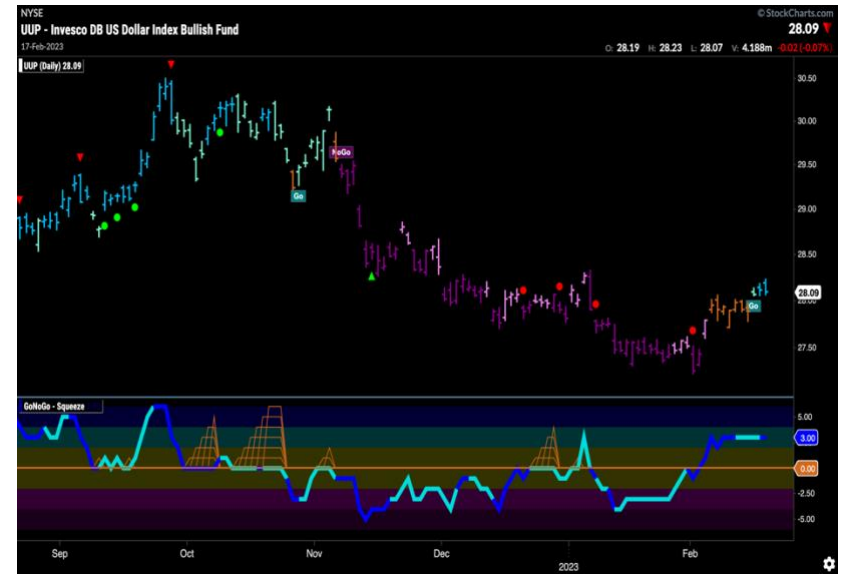 NYSE
© StockCharts.com
UUP - Invesco DB US Dollar Index Bullish Fund
28.09
17-Feb-2023
O: 28.19 H: 28.23 L: 28.07 V: 4.188m -0.02 (-0.07%)
UUP (Daily) 28.09
30.50
30.00
NoGo
29.50
Go
29.00
28.50
28.09
Go
27.50
GoNoGo - Squeeze
5.00
3.00
0.00
-2.50
-5.00
Sep Oct Nov Dec Feb
2023